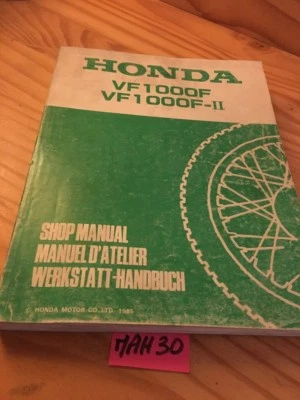 HONDA
VF1000F
VF1000F-II
SHOP MANUAL
MANUEL D'ATELIER
WERKSTATT-HANDBUCH
© HONDA MOTOR CO., LTD. 1985
MAH 30